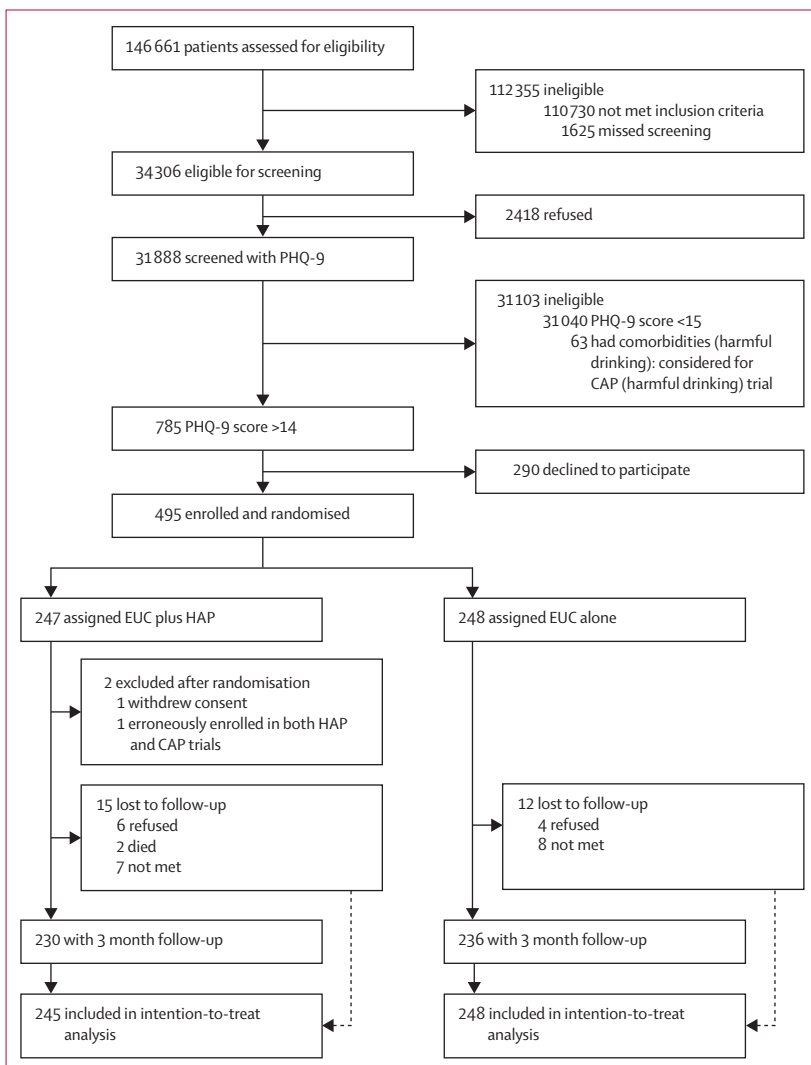 146 661 patients assessed for eligibility
112 355 ineligible
110 730 not met inclusion criteria
1625 missed screening
34 306 eligible for screening
2418 refused
31 888 screened with PHQ-9
31 103 ineligible
31 040 PHQ-9 score <15
63 had comorbidities (harmful
drinking): considered for
CAP (harmful drinking) trial
785 PHQ-9 score >14
290 declined to participate
495 enrolled and randomised
247 assigned EUC plus HAP
248 assigned EUC alone
2 excluded after randomisation
1 withdrew consent
1 erroneously enrolled in both HAP
and CAP trials
15 lost to follow-up
6 refused
2 died
7 not met
12 lost to follow-up
4 refused
8 not met
230 with 3 month follow-up
236 with 3 month follow-up
245 included in intention-to-treat
analysis
248 included in intention-to-treat
analysis